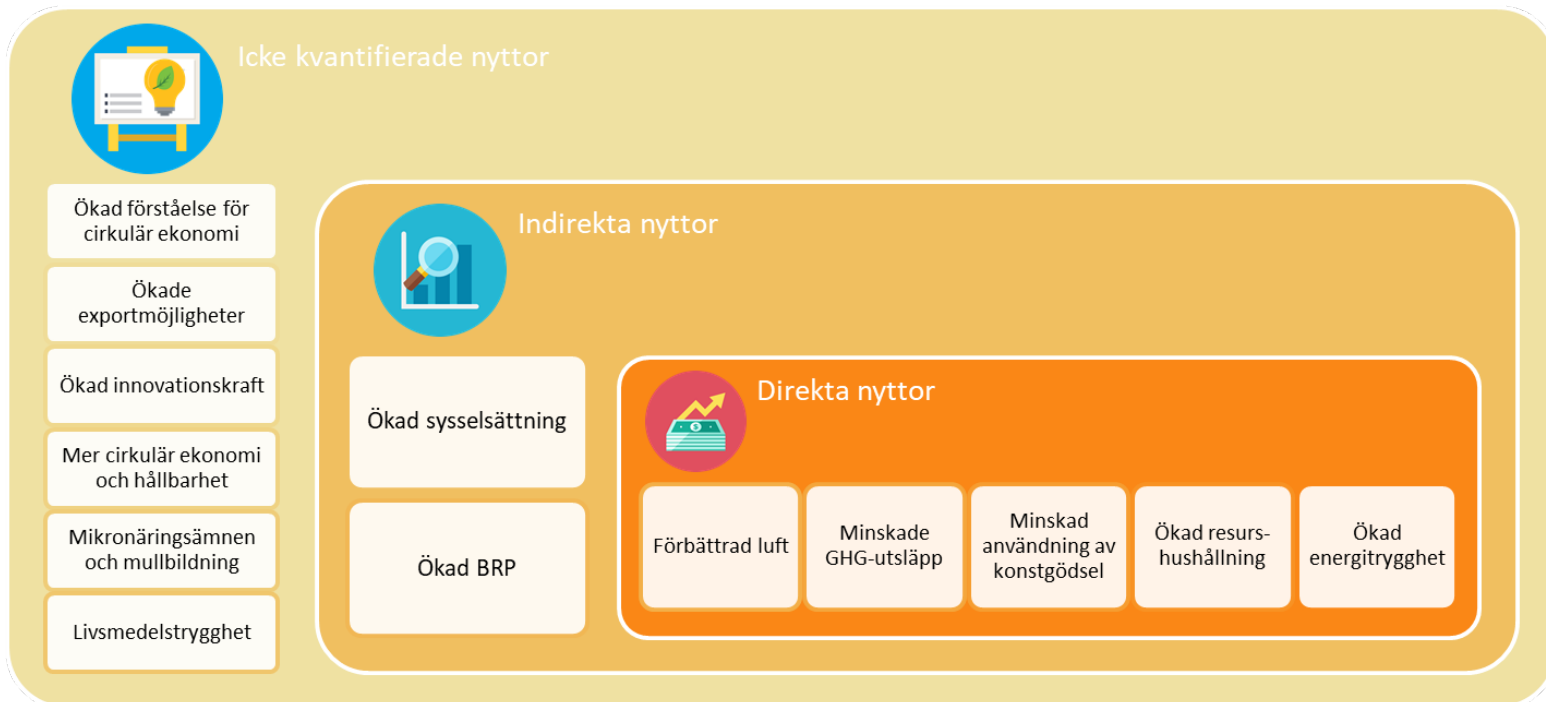 Icke kvantifierade nyttor
Ökad förståelse för
cirkulär ekonomi
Ökade
exportmöjligheter
Ökad innovationskraft
Mer cirkulär ekonomi
och hållbarhet
Mikronäringsämnen
och mullbildning
Livsmedelstrygghet
Indirekta nyttor
Ökad sysselsättning
Ökad BRP
Direkta nyttor
Förbättrad luft
Minskade
GHG-utsläpp
Minskad
användning av
konstgödsel
Ökad resurs-
hushållning
Ökad
energitrygghet